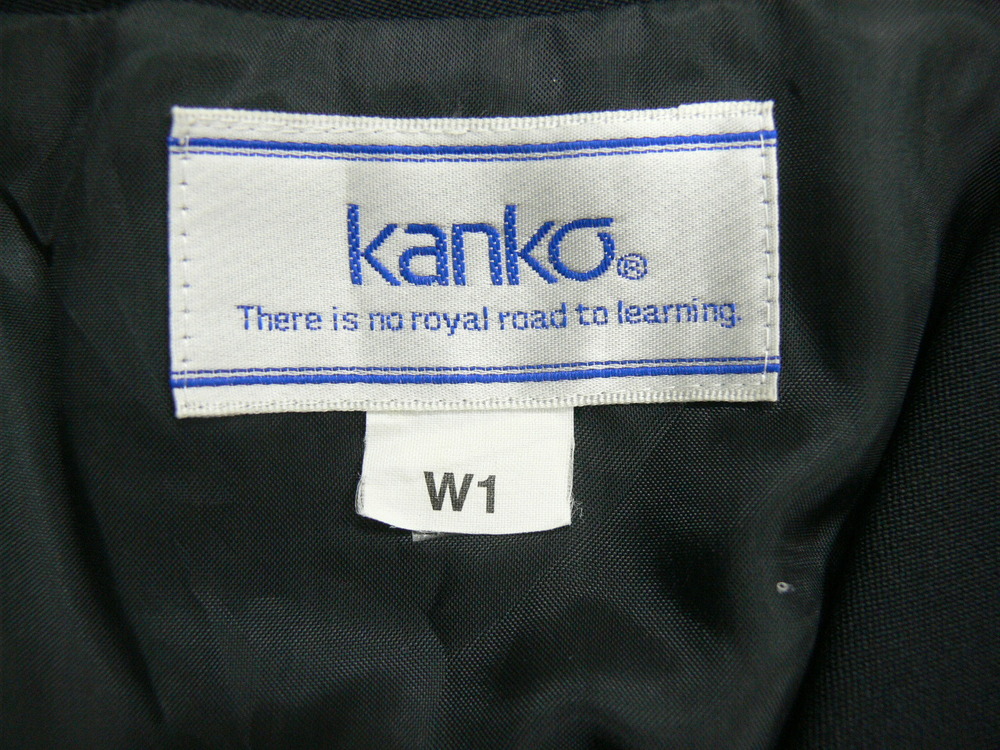 kanko®
There is no royal road to learning.
W1